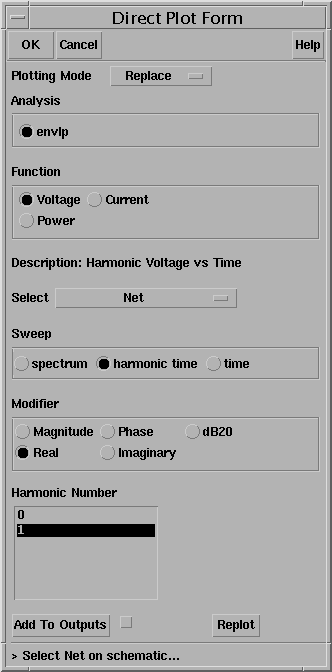 Direct Plot Form
OK Cancel Help
Plotting Mode Replace
Analysis
envlp
Function
Voltage Current
Power
Description: Harmonic Voltage vs Time
Select Net
Sweep
spectrum harmonic time time
Modifier
Magnitude Phase dB20
Real Imaginary
Harmonic Number
0
1
Add To Outputs Replot
> Select Net on schematic...